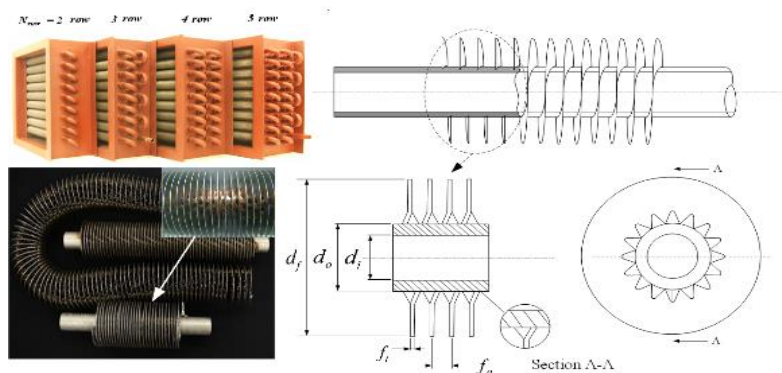 N_row = 2 row 3 row 4 row 5 row
A
d_f d_o d_i
f_t f_p
Section A-A
A